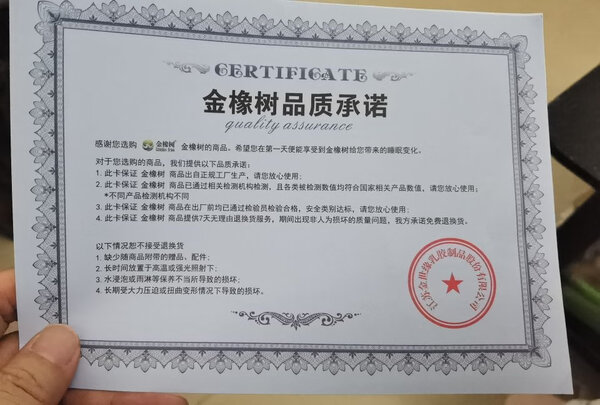 CERTIFICATE
金橡树品质承诺
quality assurance
感谢您选购 金橡树 金橡树的商品。希望您在第一天便能享受到金橡树给您带来的睡眠变化。
对于您选购的商品，我们提供以下品质承诺：
1. 此卡保证 金橡树 商品出自正规工厂生产，请您放心使用；
2. 此卡保证 金橡树 商品已通过相关检测机构检测，且各类被检测数值均符合国家相关产品数值，请您放心使用；
*不同产品检测机构不同
3. 此卡保证 金橡树 商品在出厂前均已通过检验员检验合格，安全类别达标，请您放心使用；
4. 此卡保证 金橡树 商品提供7天无理由退换货服务，期间出现非人为损坏的质量问题，我方承诺免费退换货。
以下情况恕不接受退换货
1. 缺少随商品附带的赠品、配件；
2. 长时间放置于高温或强光照射下；
3. 水浸泡或雨淋等保养不当所导致的损坏；
4. 长期受大力压迫或扭曲变形情况下导致的损坏。
江苏金世缘乳胶制品股份有限公司